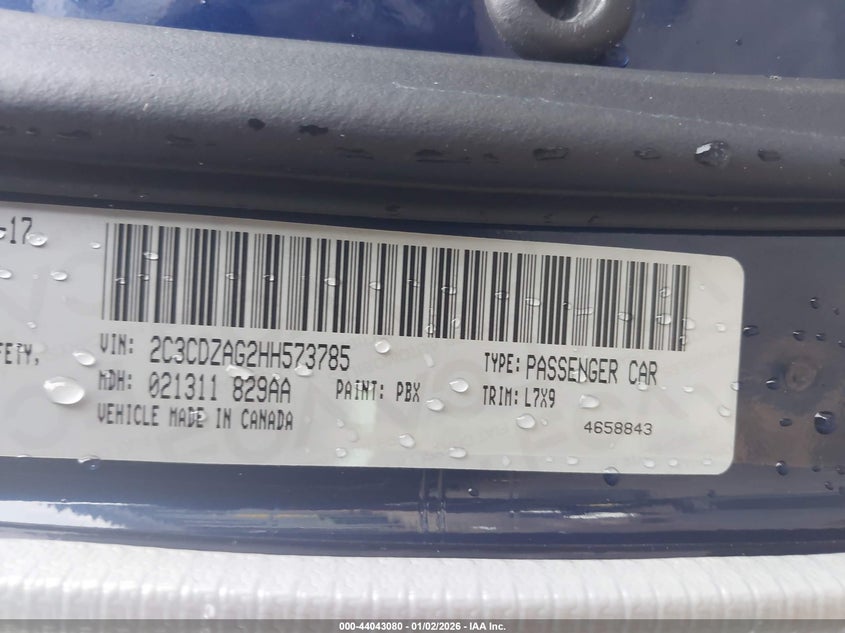 -17
FETY,
VIN: 2C3CDZAG2HH573785
TYPE: PASSENGER CAR
MDH: 021311 829AA
PAINT: PBX
TRIM: L7X9
VEHICLE MADE IN CANADA
4658843
000-44043080 - 01/02/2026 - IAA Inc.